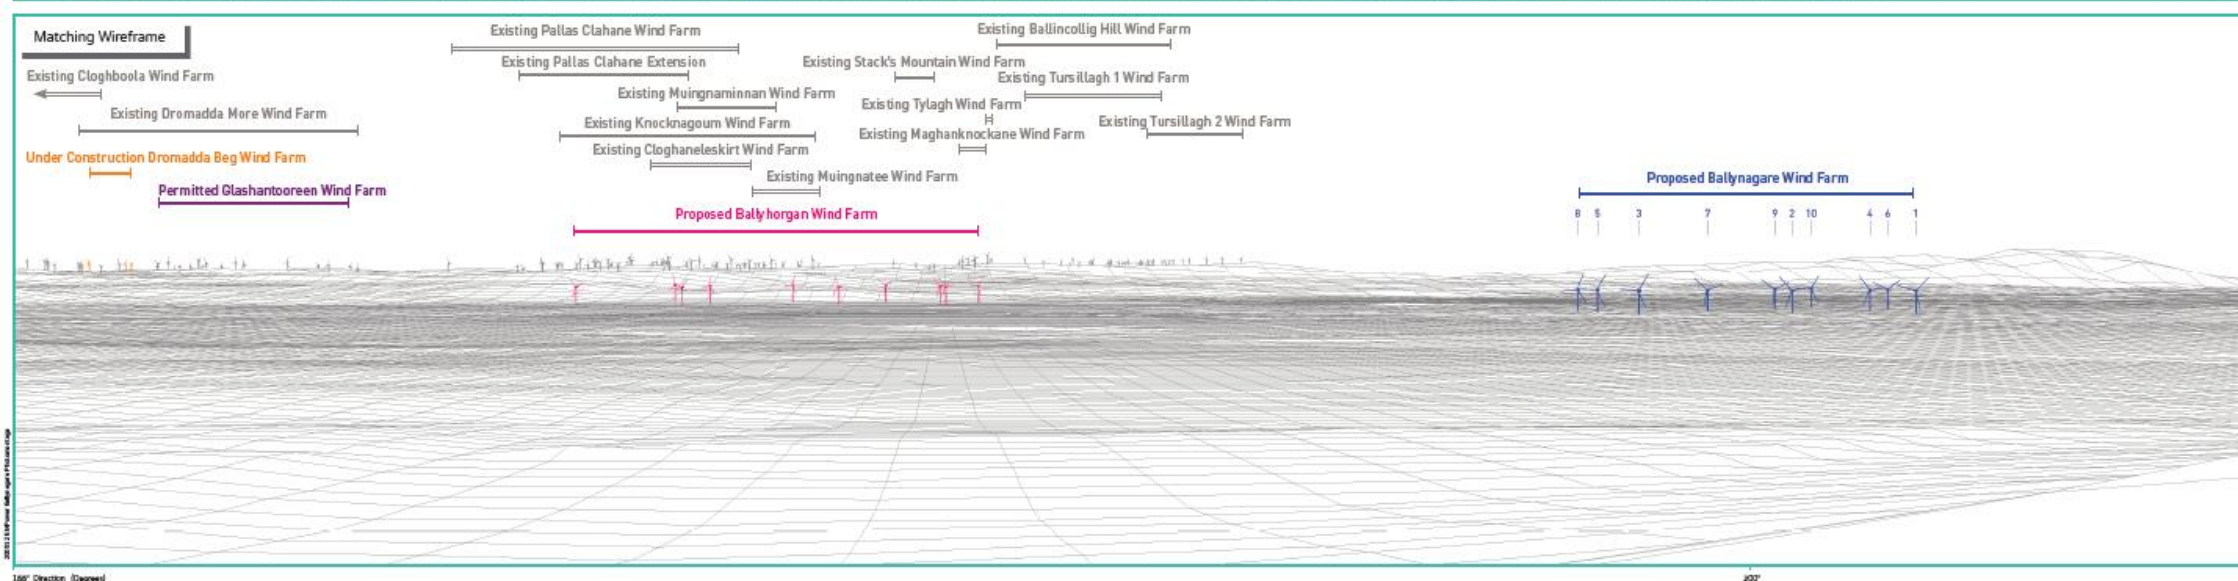 Matching Wireframe
Existing Cloghboola Wind Farm
Existing Dromadda More Wind Farm
Under Construction Dromadda Beg Wind Farm
Permitted Glashantooreen Wind Farm
Existing Pallas Clahane Wind Farm
Existing Pallas Clahane Extension
Existing Muingnaminnan Wind Farm
Existing Knocknagoum Wind Farm
Existing Cloghaneleskirt Wind Farm
Existing Muingnatee Wind Farm
Proposed Ballyhorgan Wind Farm
Existing Ballincollig Hill Wind Farm
Existing Stack's Mountain Wind Farm
Existing Tursillagh 1 Wind Farm
Existing Tylagh Wind Farm
Existing Tursillagh 2 Wind Farm
Existing Maghanknockane Wind Farm
Proposed Ballynagare Wind Farm
8 5 3 7 9 2 10 4 6 1
166° Direction (Degrees)
200°